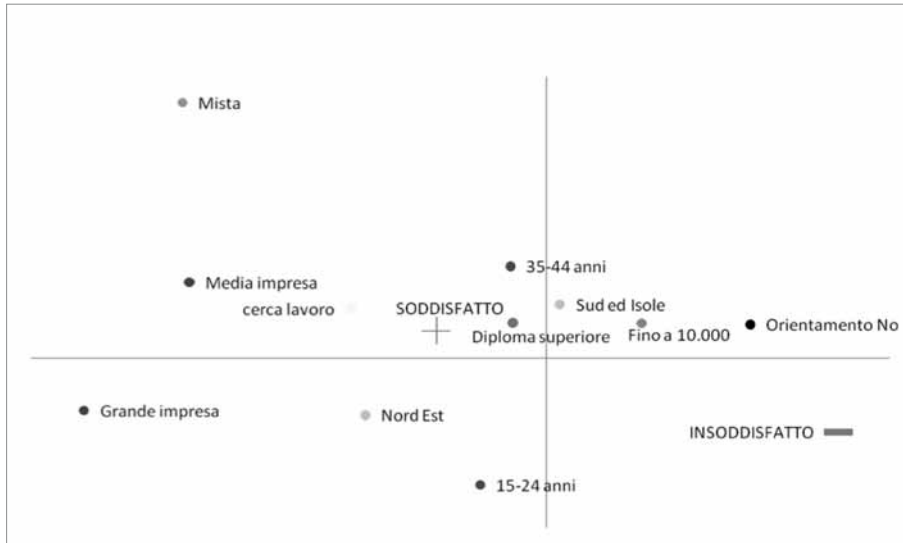 Mista
35-44 anni
Media impresa
cerca lavoro
SODDISFATTO
Sud ed Isole
Diploma superiore
Fino a 10.000
Orientamento No
Grande impresa
Nord Est
INSODDISFATTO
15-24 anni